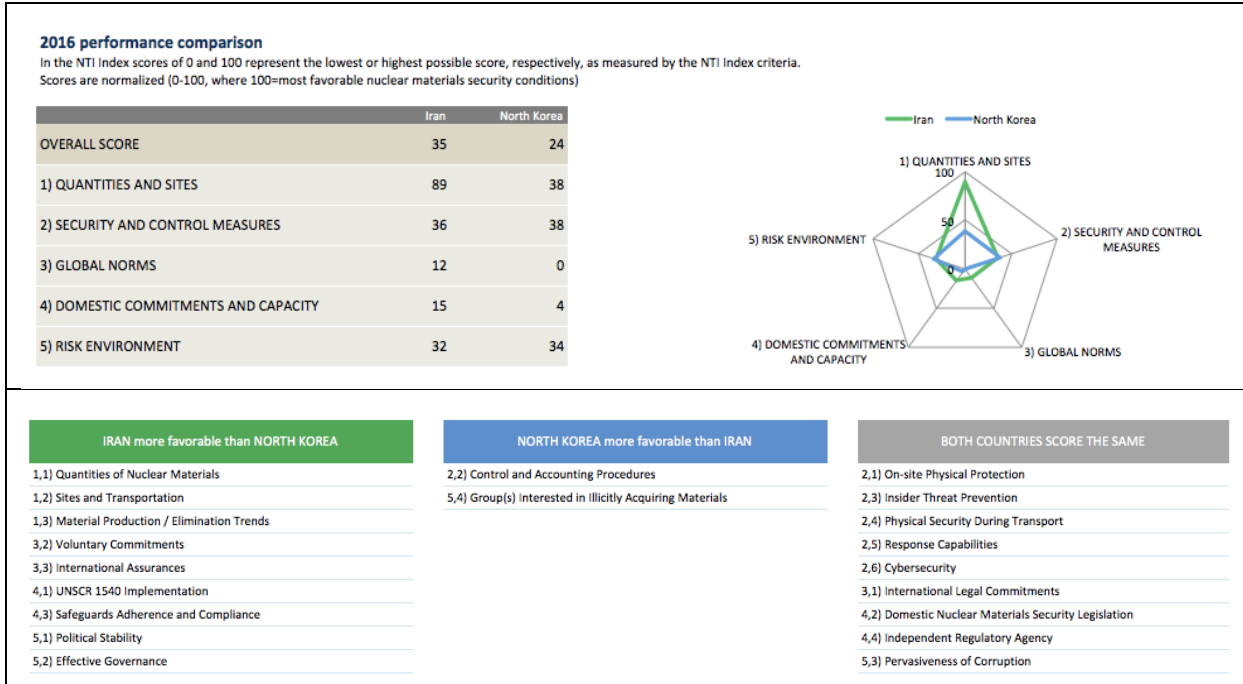 2016 performance comparison
In the NTI Index scores of 0 and 100 represent the lowest or highest possible score, respectively, as measured by the NTI Index criteria.
Scores are normalized (0-100, where 100=most favorable nuclear materials security conditions)
Iran North Korea
OVERALL SCORE 35 24
1) QUANTITIES AND SITES 89 38
2) SECURITY AND CONTROL MEASURES 36 38
3) GLOBAL NORMS 12 0
4) DOMESTIC COMMITMENTS AND CAPACITY 15 4
5) RISK ENVIRONMENT 32 34
Iran North Korea
1) QUANTITIES AND SITES
100
50
0
2) SECURITY AND CONTROL
MEASURES
3) GLOBAL NORMS
4) DOMESTIC COMMITMENTS
AND CAPACITY
5) RISK ENVIRONMENT
IRAN more favorable than NORTH KOREA
1,1) Quantities of Nuclear Materials
1,2) Sites and Transportation
1,3) Material Production / Elimination Trends
3,2) Voluntary Commitments
3,3) International Assurances
4,1) UNSCR 1540 Implementation
4,3) Safeguards Adherence and Compliance
5,1) Political Stability
5,2) Effective Governance
NORTH KOREA more favorable than IRAN
2,2) Control and Accounting Procedures
5,4) Group(s) Interested in Illicitly Acquiring Materials
BOTH COUNTRIES SCORE THE SAME
2,1) On-site Physical Protection
2,3) Insider Threat Prevention
2,4) Physical Security During Transport
2,5) Response Capabilities
2,6) Cybersecurity
3,1) International Legal Commitments
4,2) Domestic Nuclear Materials Security Legislation
4,4) Independent Regulatory Agency
5,3) Pervasiveness of Corruption